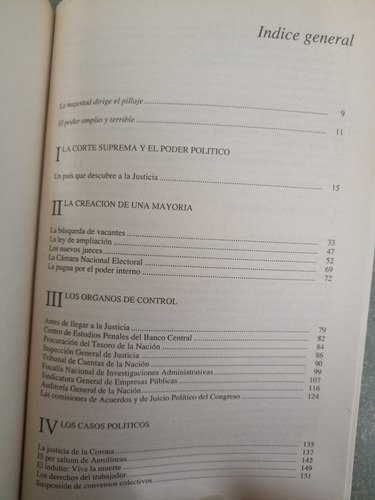 Indice general
La majestad dirige el pillaje 9
El poder amplio y terrible 11
I LA CORTE SUPREMA Y EL PODER POLITICO
Un país que descubre a la Justicia 15
II LA CREACION DE UNA MAYORIA
La búsqueda de vacantes 33
La ley de ampliación 47
Los nuevos jueces 52
La Cámara Nacional Electoral 69
La pugna por el poder interno 72
III LOS ORGANOS DE CONTROL
Antes de llegar a la Justicia 79
Centro de Estudios Penales del Banco Central 82
Procuración del Tesoro de la Nación 84
Inspección General de Justicia 86
Tribunal de Cuentas de la Nación 90
Fiscalía Nacional de Investigaciones Administrativas 99
Sindicatura General de Empresas Públicas 107
Auditoría General de la Nación 116
Las comisiones de Acuerdos y de Juicio Político del Congreso 124
IV LOS CASOS POLITICOS
La justicia de la Corona 135
El per saltum de Aerolíneas 137
El indulto: Viva la muerte 142
Los derechos del trabajador 149
Suspensión de convenios colectivos 151